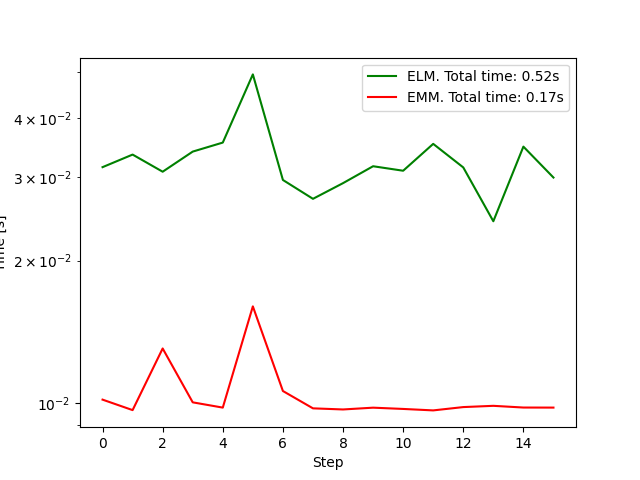 ELM. Total time: 0.52s
EMM. Total time: 0.17s
4 × 10⁻²
3 × 10⁻²
2 × 10⁻²
10⁻²
Time [s]
0 2 4 6 8 10 12 14
Step